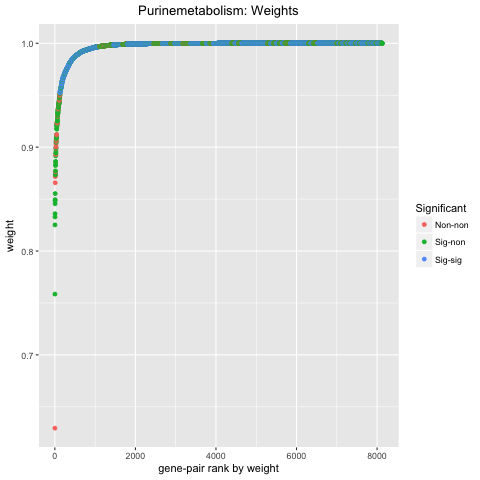 Purinemetabolism: Weights
1.0
0.9
0.8
0.7
weight
0 2000 4000 6000 8000
gene-pair rank by weight
Significant
Non-non
Sig-non
Sig-sig